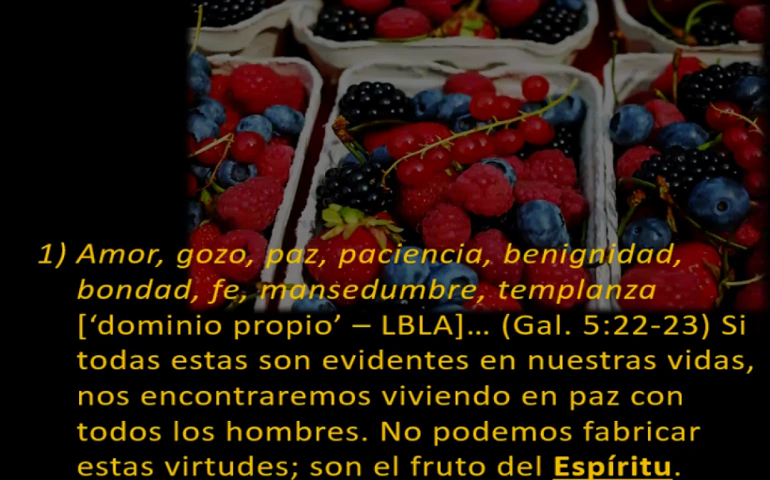 1) Amor, gozo, paz, paciencia, benignidad,
bondad, fe, mansedumbre, templanza
[‘dominio propio’ – LBLA]… (Gal. 5:22-23) Si
todas estas son evidentes en nuestras vidas,
nos encontraremos viviendo en paz con
todos los hombres. No podemos fabricar
estas virtudes; son el fruto del Espíritu.